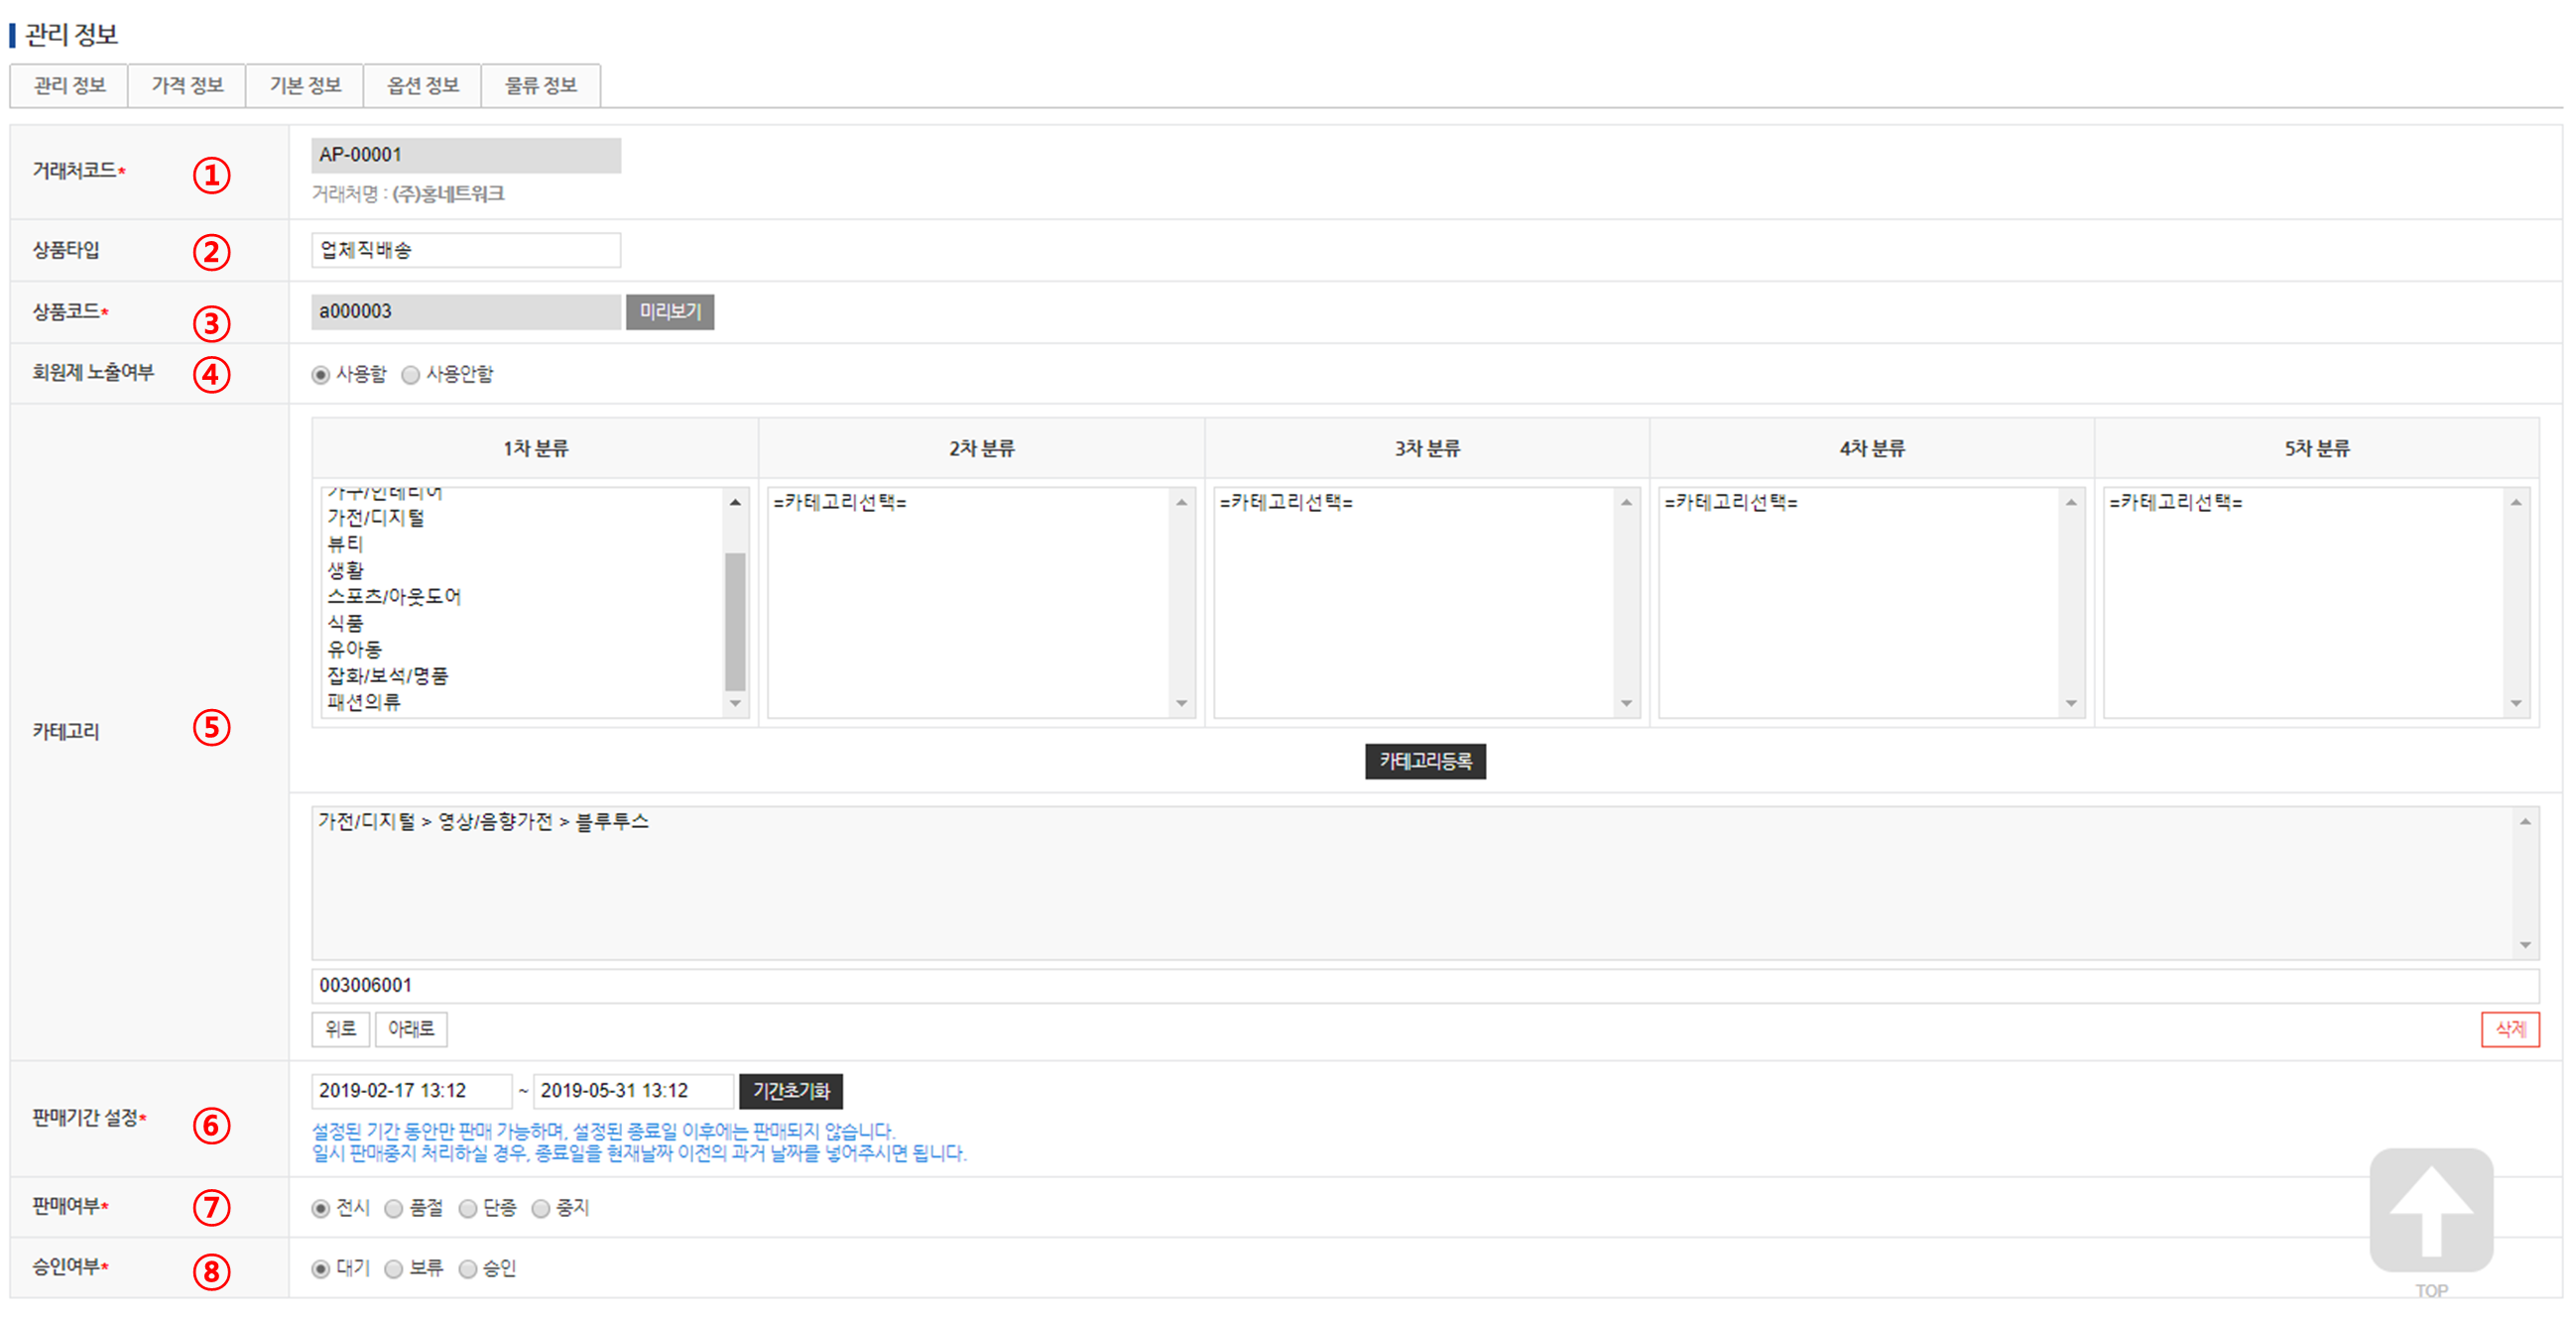 관리 정보
관리 정보 가격 정보 기본 정보 옵션 정보 물류 정보
거래처코드* ① AP-00001
거래처명 : (주)홍네트워크
상품타입 ② 업체직배송
상품코드* ③ a000003 미리보기
회원제 노출여부 ④ 사용함 사용안함
1차 분류 2차 분류 3차 분류 4차 분류 5차 분류
가구/인테리어 =카테고리선택= =카테고리선택= =카테고리선택= =카테고리선택=
가전/디지털
뷰티
생활
스포츠/아웃도어
식품
유아동
잡화/보석/명품
패션의류
카테고리 ⑤
카테고리등록
가전/디지털 > 영상/음향가전 > 블루투스
003006001
위로 아래로 삭제
판매기간 설정* ⑥ 2019-02-17 13:12 ~ 2019-05-31 13:12 기간초기화
설정된 기간 동안만 판매 가능하며, 설정된 종료일 이후에는 판매되지 않습니다.
일시 판매중지 처리하실 경우, 종료일을 현재날짜 이전의 과거 날짜를 넣어주시면 됩니다.
판매여부* ⑦ 전시 품절 단종 중지
승인여부* ⑧ 대기 보류 승인
TOP